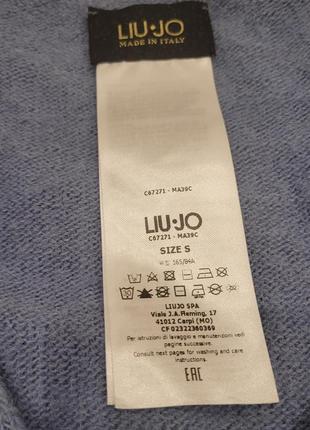 LIU•JO
MADE IN ITALY
C67271 - MA39C
LIU•JO
C67271 - MA39C
SIZE S
165/84A
LIUJO SPA
Viale J.A.Fleming, 17
41012 Carpi (MO)
CF 02322360369
Per istruzioni di lavaggio e manutenzioni vedi
pagine successive.
Consult next pages for washing and care
instructions.
EAC